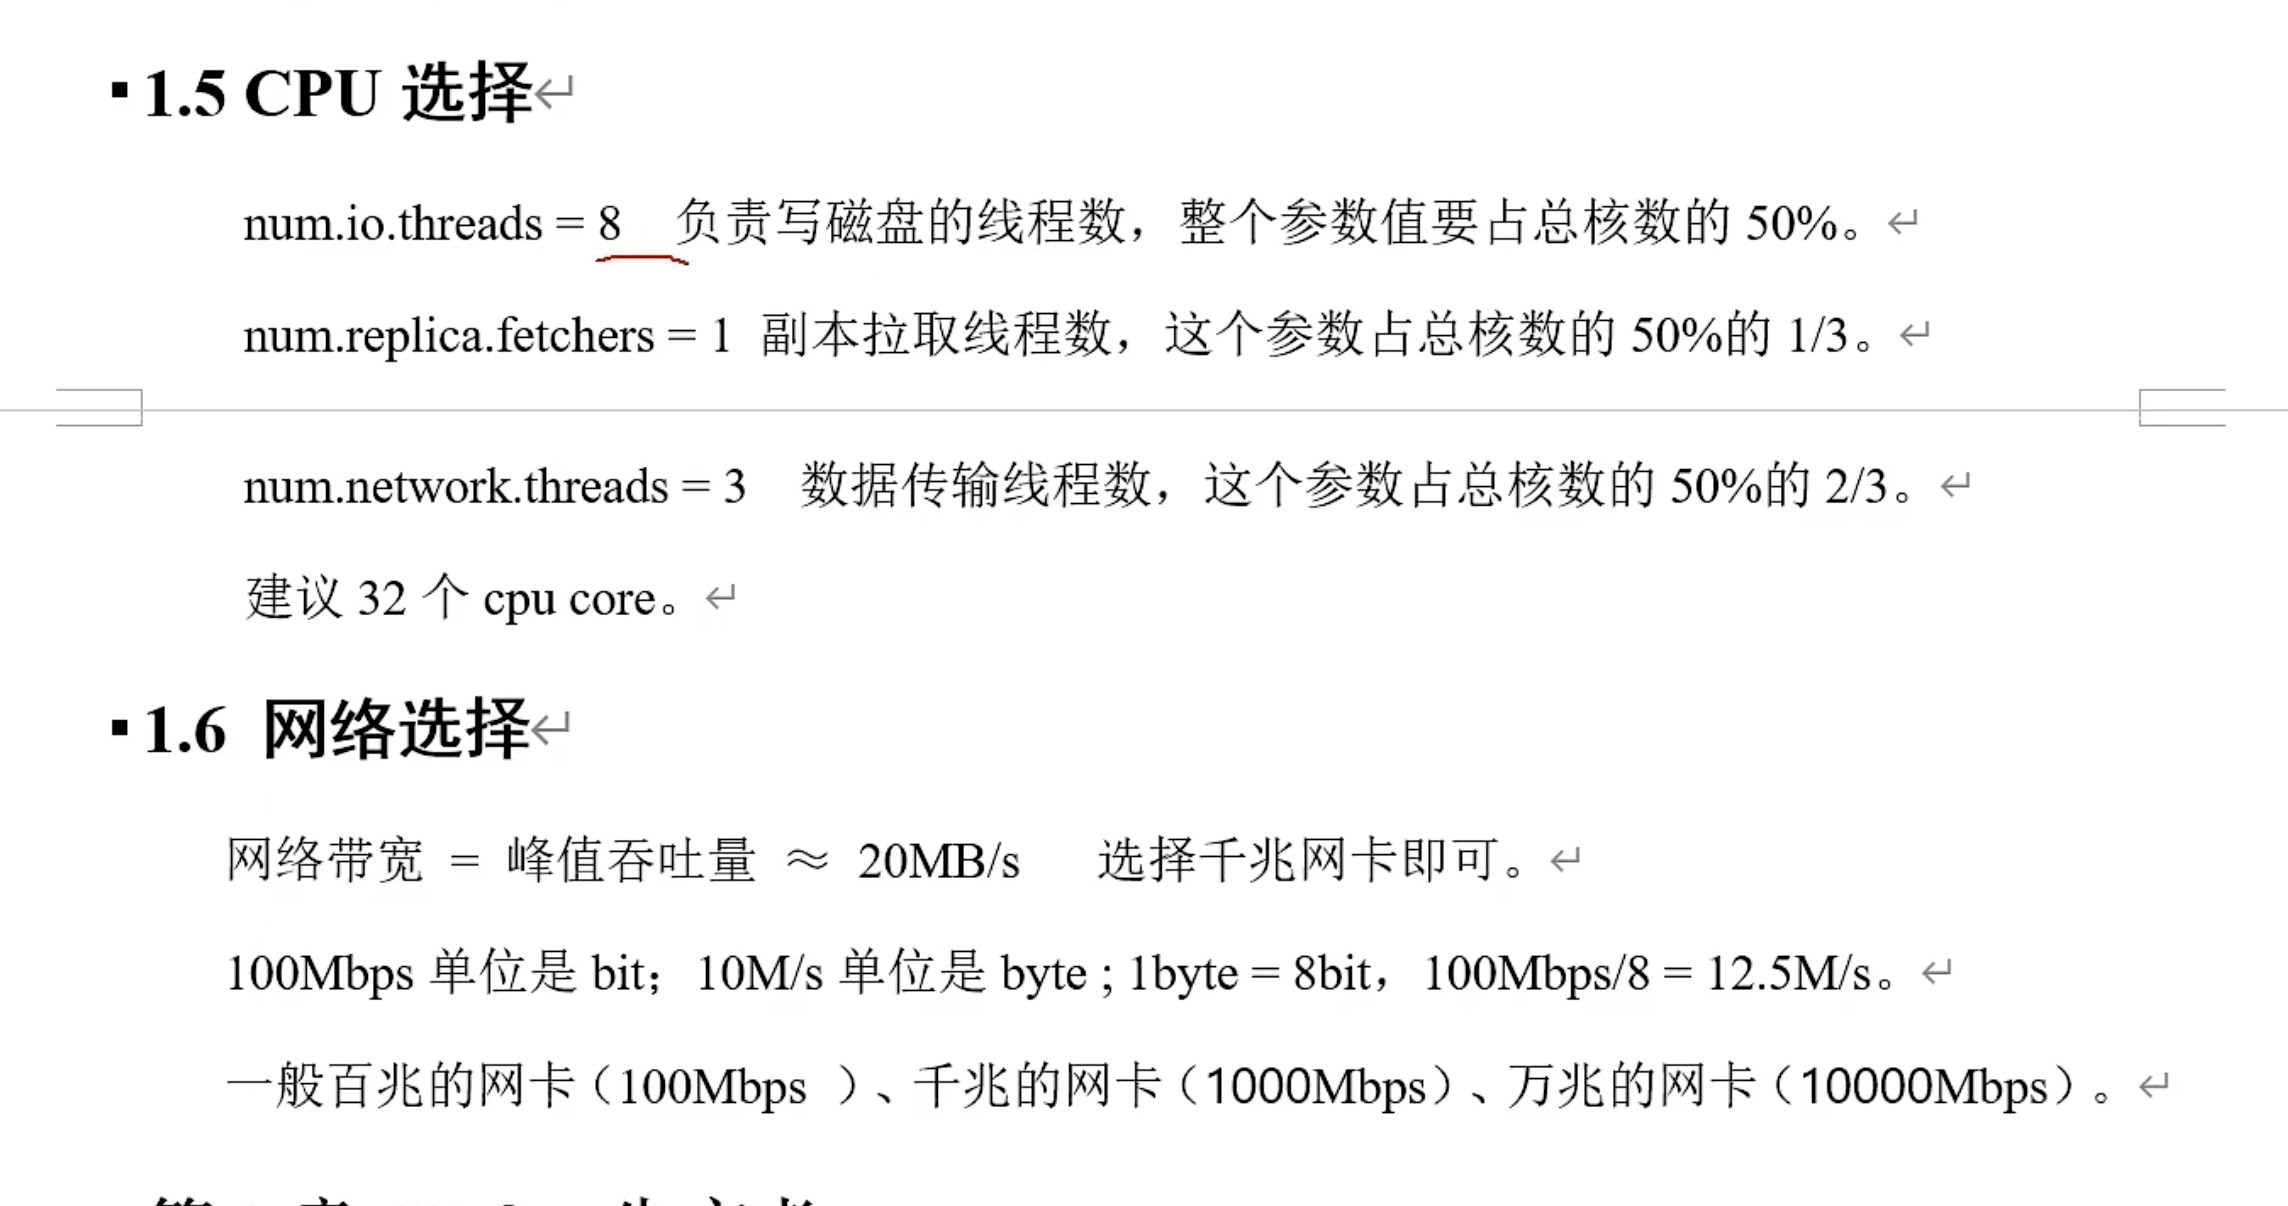 1.5 CPU 选择
num.io.threads = 8 负责写磁盘的线程数，整个参数值要占总核数的 50%。
num.replica.fetchers = 1 副本拉取线程数，这个参数占总核数的 50%的 1/3。
num.network.threads = 3 数据传输线程数，这个参数占总核数的 50%的 2/3。
建议 32 个 cpu core。
1.6 网络选择
网络带宽 = 峰值吞吐量 ≈ 20MB/s 选择千兆网卡即可。
100Mbps 单位是 bit；10M/s 单位是 byte ; 1byte = 8bit，100Mbps/8 = 12.5M/s。
一般百兆的网卡（100Mbps ）、千兆的网卡（1000Mbps）、万兆的网卡（10000Mbps）。